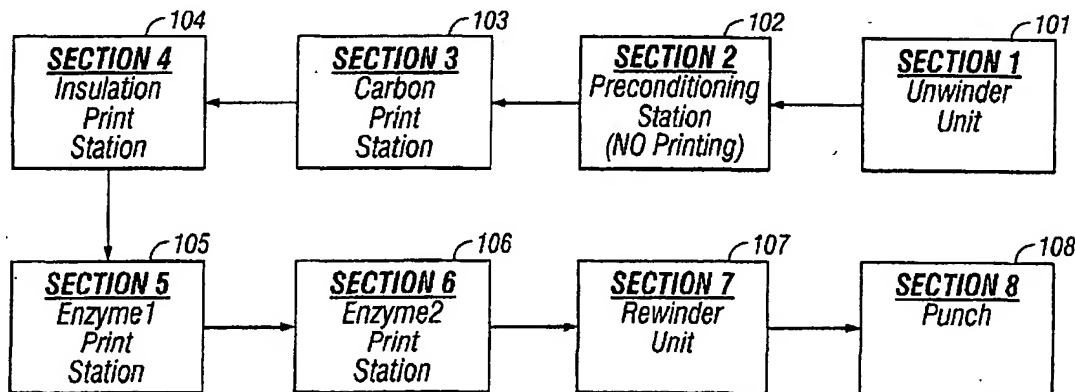 104
SECTION 4
Insulation
Print
Station
103
SECTION 3
Carbon
Print
Station
102
SECTION 2
Preconditioning
Station
(NO Printing)
101
SECTION 1
Unwinder
Unit
105
SECTION 5
Enzyme1
Print
Station
106
SECTION 6
Enzyme2
Print
Station
107
SECTION 7
Rewinder
Unit
108
SECTION 8
Punch